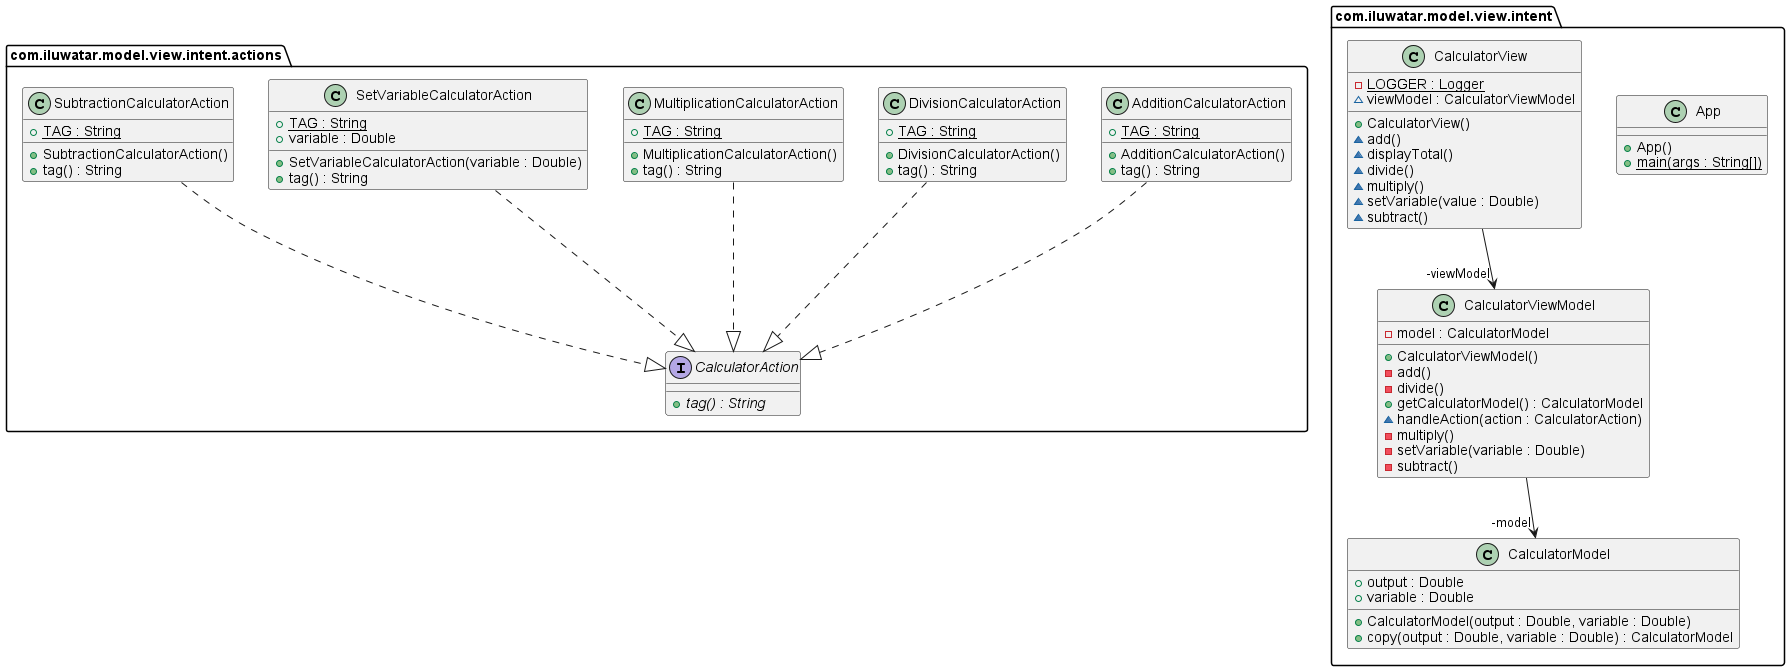 com.iluwatar.model.view.intent.actions
C SubtractionCalculatorAction
TAG : String
SubtractionCalculatorAction()
tag() : String
C SetVariableCalculatorAction
TAG : String
variable : Double
SetVariableCalculatorAction(variable : Double)
tag() : String
C MultiplicationCalculatorAction
TAG : String
MultiplicationCalculatorAction()
tag() : String
C DivisionCalculatorAction
TAG : String
DivisionCalculatorAction()
tag() : String
C AdditionCalculatorAction
TAG : String
AdditionCalculatorAction()
tag() : String
I CalculatorAction
tag() : String
com.iluwatar.model.view.intent
C CalculatorView
LOGGER : Logger
viewModel : CalculatorViewModel
CalculatorView()
add()
displayTotal()
divide()
multiply()
setVariable(value : Double)
subtract()
C App
App()
main(args : String[])
-viewModel
C CalculatorViewModel
model : CalculatorModel
CalculatorViewModel()
add()
divide()
getCalculatorModel() : CalculatorModel
handleAction(action : CalculatorAction)
multiply()
setVariable(variable : Double)
subtract()
-model
C CalculatorModel
output : Double
variable : Double
CalculatorModel(output : Double, variable : Double)
copy(output : Double, variable : Double) : CalculatorModel